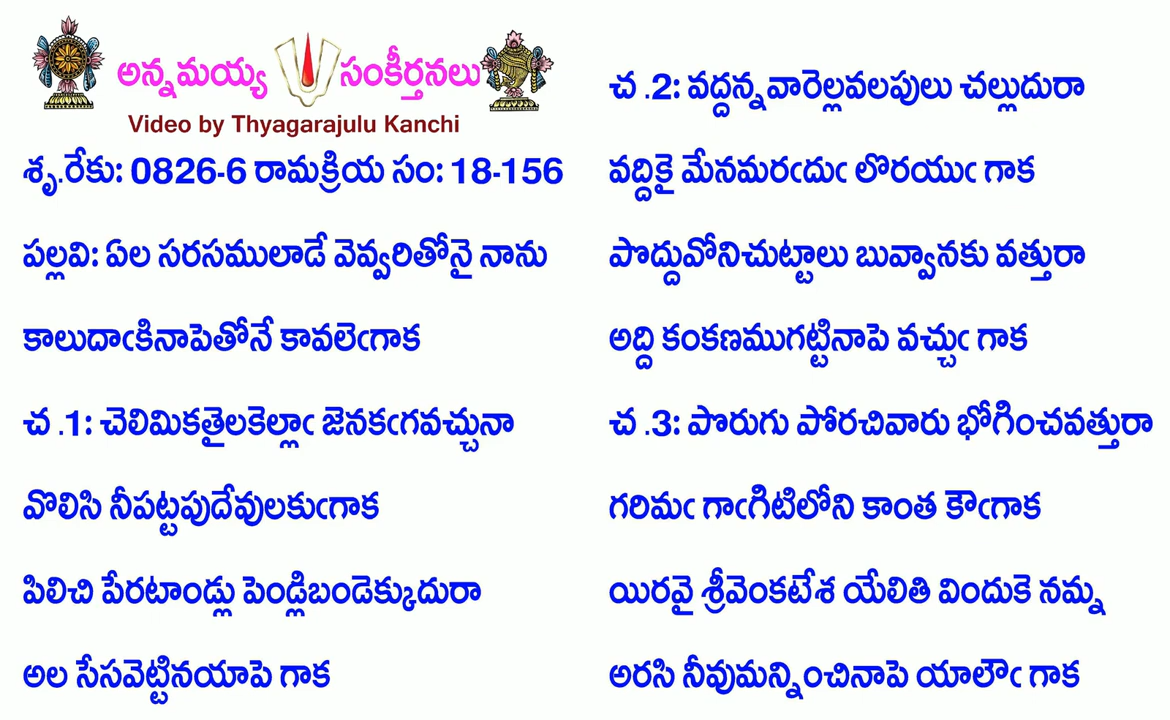 అన్నమయ్య సంకీర్తనలు
Video by Thyagarajulu Kanchi
శృ.రేకు: 0826-6 రామక్రియ సం: 18-156
పల్లవి: ఏల సరసములాడే వెవ్వరితోనై నాను
కాలుదాఁకినాపెతోనే కావలెఁగాక
చ .1: చెలిమికతైలకెల్లాఁ జెనకఁగవచ్చునా
వొలిసి నీపట్టపుదేవులకుఁగాక
పిలిచి పేరటాండ్లు పెండ్లిబండెక్కుదురా
అల సేసవెట్టినయాపె గాక
చ .2: వద్దన్నవారెల్లవలపులు చల్లుదురా
వద్దికై మేనమరఁదుఁ లొరయుఁ గాక
పొద్దువోనిచుట్టాలు బువ్వానకు వత్తురా
అద్ది కంకణముగట్టినాపె వచ్చుఁ గాక
చ .3: పొరుగు పోరచివారు భోగించవత్తురా
గరిమఁ గాఁగిటిలోని కాంత కౌఁగాక
యిరవై శ్రీవెంకటేశ యేలితి విందుకె నమ్న
అరసి నీవుమన్నించినాపె యాలౌఁ గాక